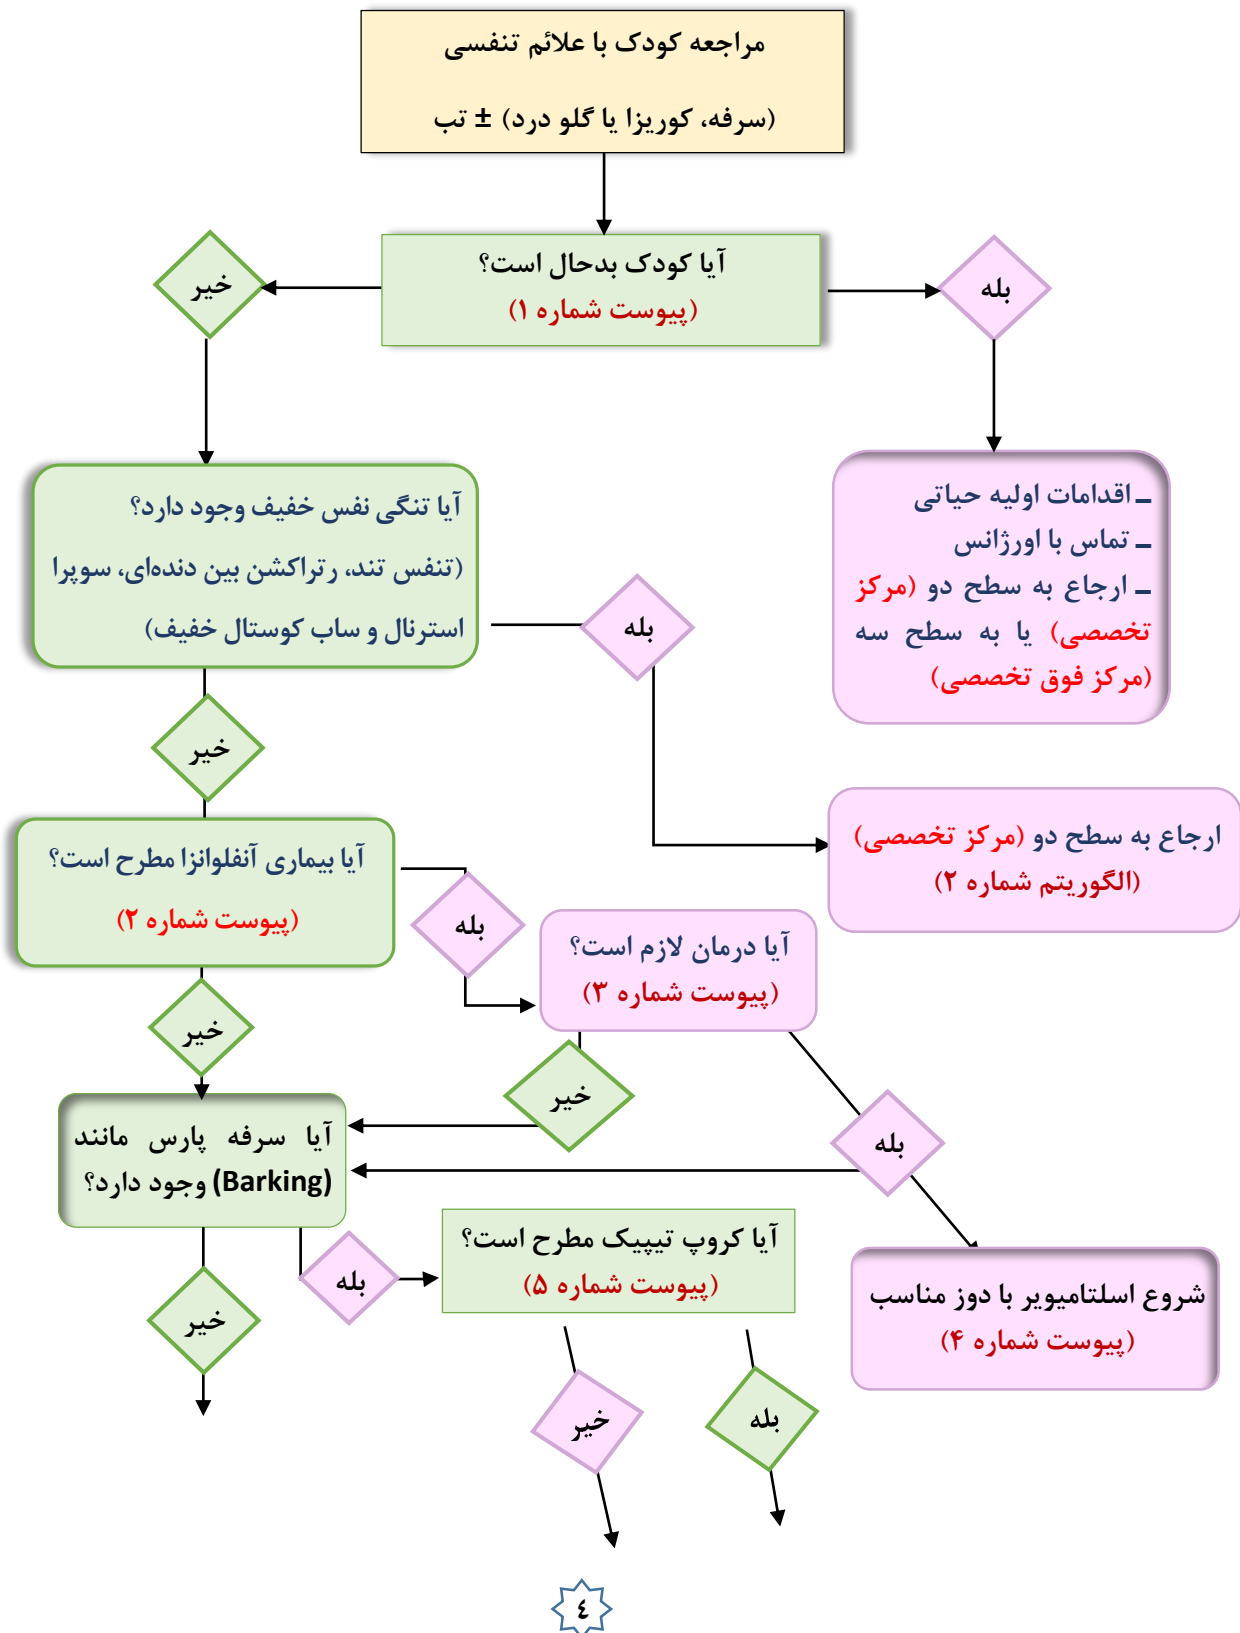 مراجعه کودک با علائم تنفسی
(سرفه، کوریزا یا گلو درد) ± تب
آیا کودک بدحال است؟
(پیوست شماره ۱)
خیر
بله
ـ اقدامات اولیه حیاتی
ـ تماس با اورژانس
ـ ارجاع به سطح دو (مرکز
تخصصی) یا به سطح سه
(مرکز فوق تخصصی)
آیا تنگی نفس خفیف وجود دارد؟
(تنفس تند، رتراکشن بین دنده‌ای، سوپرا
استرنال و ساب کوستال خفیف)
بله
خیر
ارجاع به سطح دو (مرکز تخصصی)
(الگوریتم شماره ۲)
آیا بیماری آنفلوانزا مطرح است؟
(پیوست شماره ۲)
بله
آیا درمان لازم است؟
(پیوست شماره ۳)
خیر
خیر
بله
آیا سرفه پارس مانند
(Barking) وجود دارد؟
آیا کروپ تیپیک مطرح است؟
(پیوست شماره ۵)
بله
خیر
شروع اسلتامیویر با دوز مناسب
(پیوست شماره ۴)
خیر
بله
٤